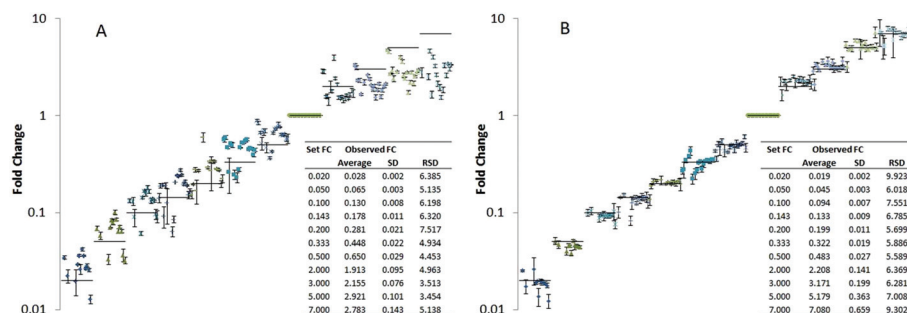 A
Fold Change
10
1
0.1
0.01
Set FC Observed FC
Average SD RSD
0.020 0.028 0.002 6.385
0.050 0.065 0.003 5.135
0.100 0.130 0.008 6.198
0.143 0.178 0.011 6.320
0.200 0.281 0.021 7.517
0.333 0.448 0.022 4.934
0.500 0.650 0.029 4.453
2.000 1.913 0.095 4.963
3.000 2.155 0.076 3.513
5.000 2.921 0.101 3.454
7.000 2.783 0.143 5.138
B
Fold Change
10
1
0.1
0.01
Set FC Observed FC
Average SD RSD
0.020 0.019 0.002 9.923
0.050 0.045 0.003 6.018
0.100 0.094 0.007 7.551
0.143 0.133 0.009 6.785
0.200 0.199 0.011 5.699
0.333 0.322 0.019 5.886
0.500 0.483 0.027 5.589
2.000 2.208 0.141 6.369
3.000 3.171 0.199 6.281
5.000 5.179 0.363 7.008
7.000 7.080 0.659 9.302